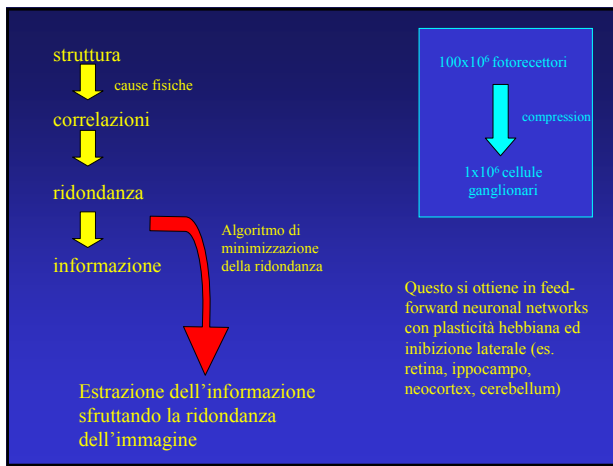 struttura
cause fisiche
correlazioni
ridondanza
informazione
Algoritmo di
minimizzazione
della ridondanza
Estrazione dell’informazione
sfruttando la ridondanza
dell’immagine
100x10⁶ fotorecettori
compression
1x10⁶ cellule
ganglionari
Questo si ottiene in feed-
forward neuronal networks
con plasticità hebbiana ed
inibizione laterale (es.
retina, ippocampo,
neocortex, cerebellum)